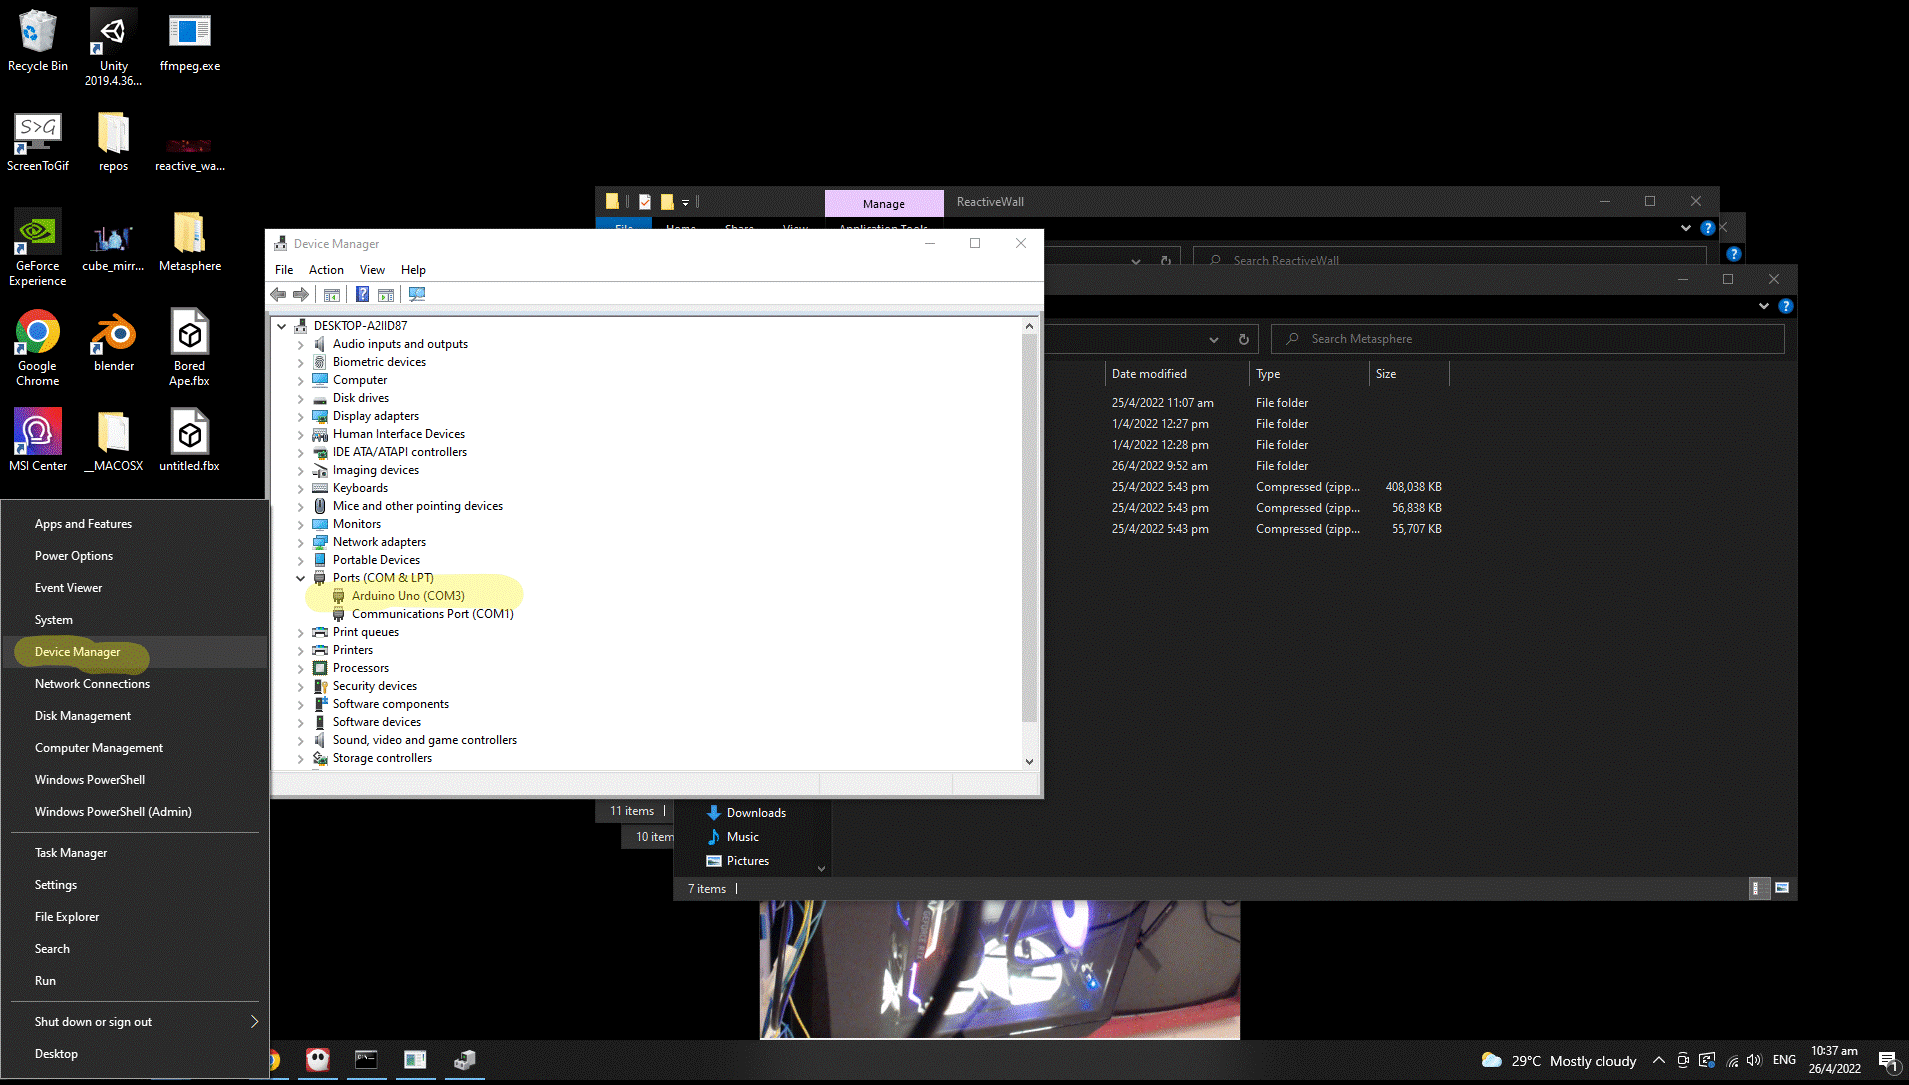 Recycle Bin
Unity
2019.4.36...
ffmpeg.exe
S>G
ScreenToGif
repos
reactive_wa...
GeForce
Experience
cube_mirr...
Metasphere
Google
Chrome
blender
Bored
Ape.fbx
MSI Center
__MACOSX
untitled.fbx
Manage
ReactiveWall
File
Home
Share
View
Application Tools
Search ReactiveWall
Device Manager
File Action View Help
DESKTOP-A2IID87
Audio inputs and outputs
Biometric devices
Computer
Disk drives
Display adapters
Human Interface Devices
IDE ATA/ATAPI controllers
Imaging devices
Keyboards
Mice and other pointing devices
Monitors
Network adapters
Portable Devices
Ports (COM & LPT)
Arduino Uno (COM3)
Communications Port (COM1)
Print queues
Printers
Processors
Security devices
Software components
Software devices
Sound, video and game controllers
Storage controllers
Search Metasphere
Date modified Type Size
25/4/2022 11:07 am File folder
1/4/2022 12:27 pm File folder
1/4/2022 12:28 pm File folder
26/4/2022 9:52 am File folder
25/4/2022 5:43 pm Compressed (zipp... 408,038 KB
25/4/2022 5:43 pm Compressed (zipp... 56,838 KB
25/4/2022 5:43 pm Compressed (zipp... 55,707 KB
11 items
10 item
Downloads
Music
Pictures
7 items
Apps and Features
Power Options
Event Viewer
System
Device Manager
Network Connections
Disk Management
Computer Management
Windows PowerShell
Windows PowerShell (Admin)
Task Manager
Settings
File Explorer
Search
Run
Shut down or sign out
Desktop
29°C Mostly cloudy
ENG
10:37 am
26/4/2022
1